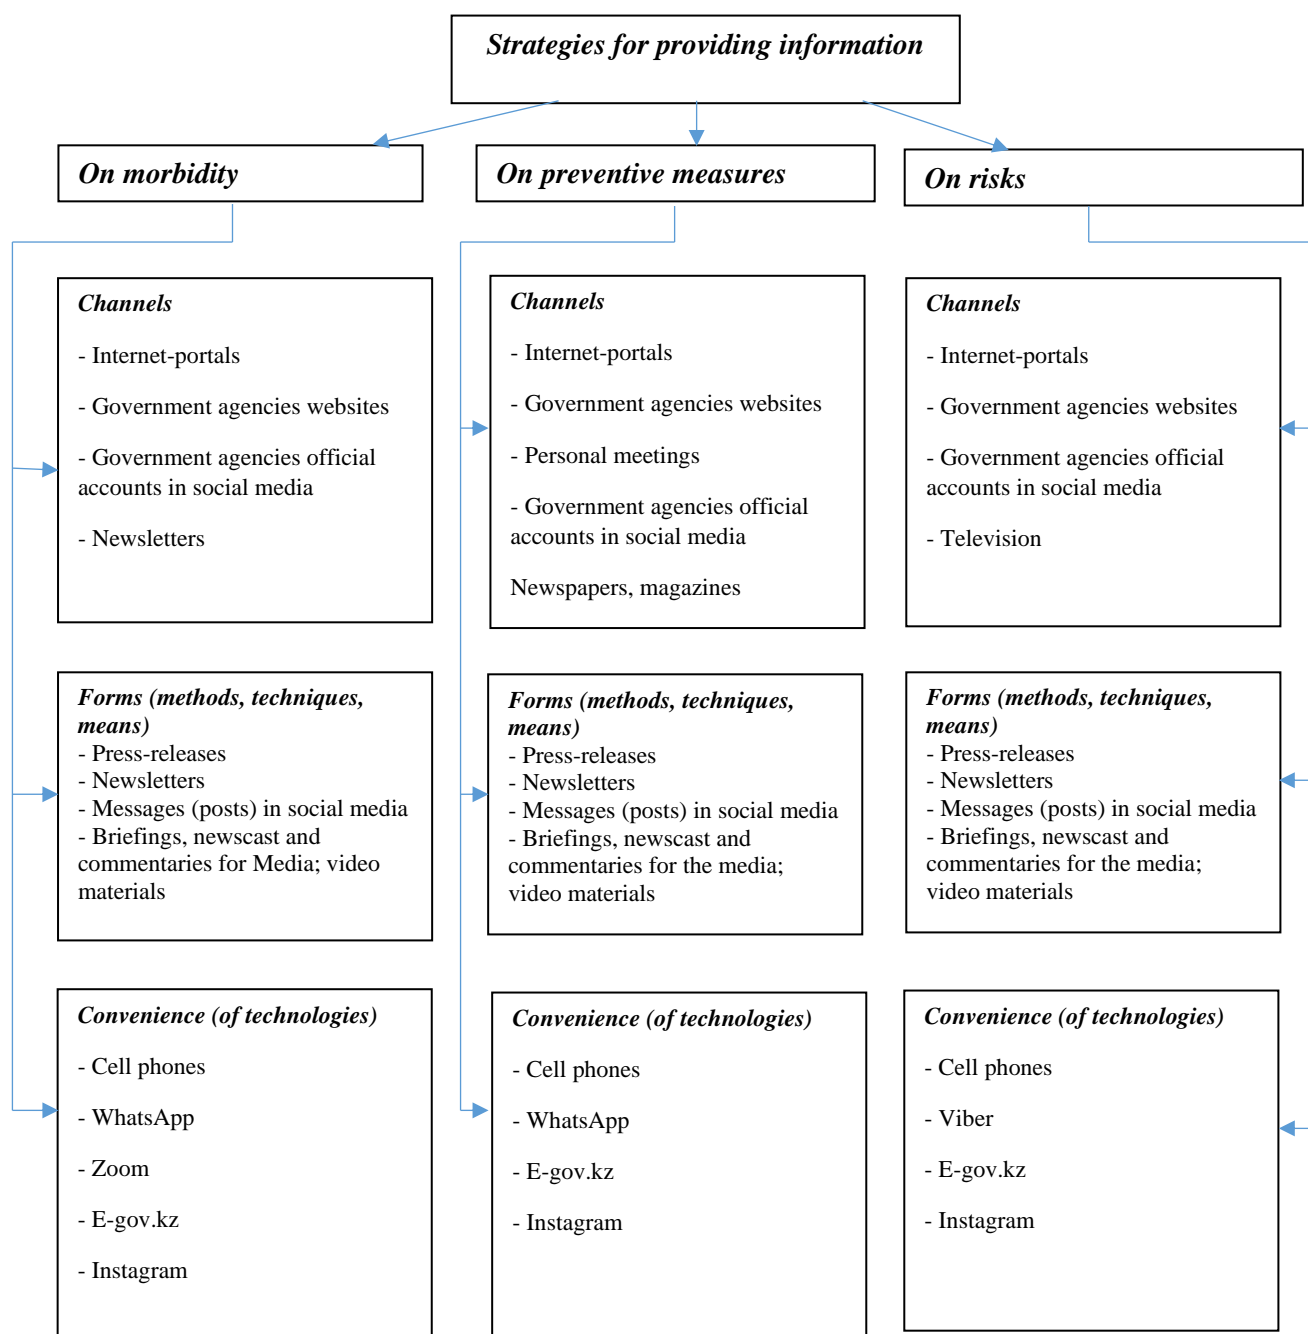 Strategies for providing information
On morbidity
On preventive measures
On risks
Channels
- Internet-portals
- Government agencies websites
- Government agencies official
accounts in social media
- Newsletters
Channels
- Internet-portals
- Government agencies websites
- Personal meetings
- Government agencies official
accounts in social media
Newspapers, magazines
Channels
- Internet-portals
- Government agencies websites
- Government agencies official
accounts in social media
- Television
Forms (methods, techniques,
means)
- Press-releases
- Newsletters
- Messages (posts) in social media
- Briefings, newscast and
commentaries for Media; video
materials
Forms (methods, techniques,
means)
- Press-releases
- Newsletters
- Messages (posts) in social media
- Briefings, newscast and
commentaries for the media;
video materials
Forms (methods, techniques,
means)
- Press-releases
- Newsletters
- Messages (posts) in social media
- Briefings, newscast and
commentaries for the media;
video materials
Convenience (of technologies)
- Cell phones
- WhatsApp
- Zoom
- E-gov.kz
- Instagram
Convenience (of technologies)
- Cell phones
- WhatsApp
- E-gov.kz
- Instagram
Convenience (of technologies)
- Cell phones
- Viber
- E-gov.kz
- Instagram